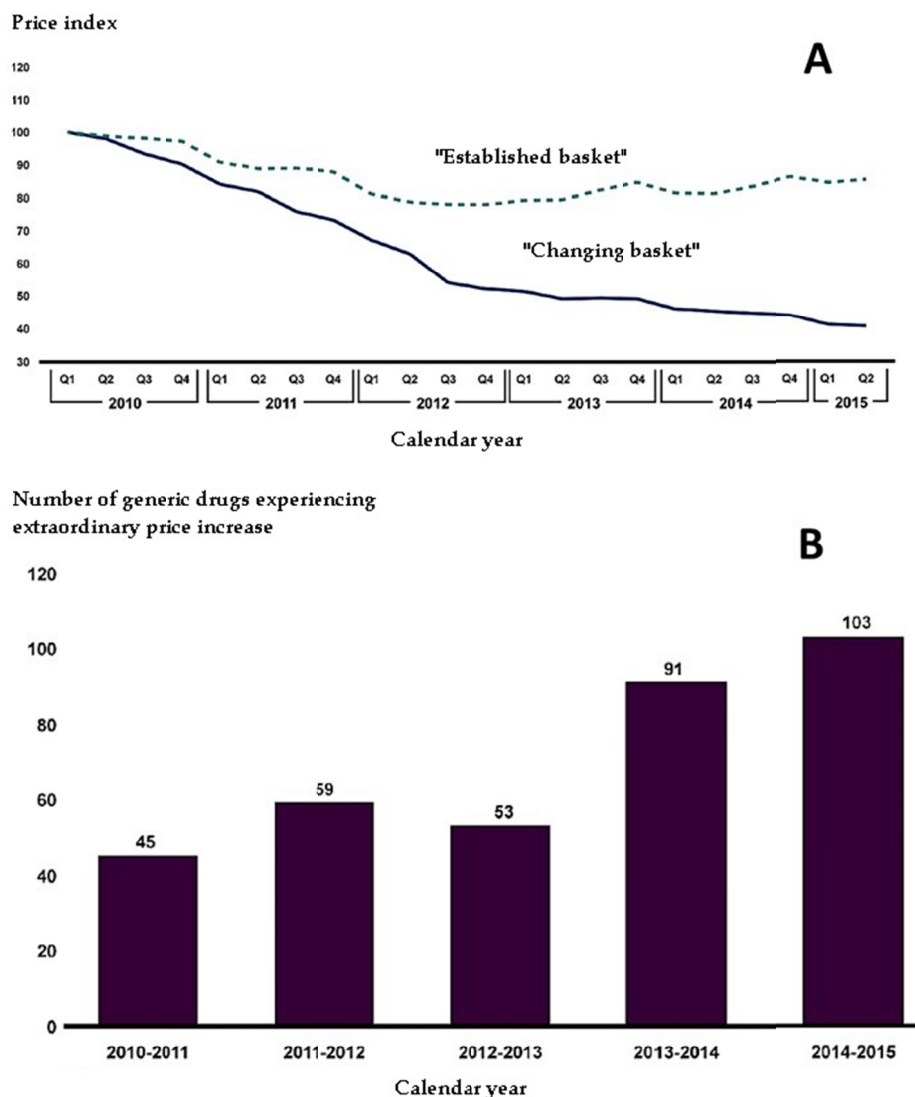 Price index
A
120
110
100
90
80
70
60
50
40
30
"Established basket"
"Changing basket"
Q1 Q2 Q3 Q4 Q1 Q2 Q3 Q4 Q1 Q2 Q3 Q4 Q1 Q2 Q3 Q4 Q1 Q2 Q3 Q4 Q1 Q2
2010 2011 2012 2013 2014 2015
Calendar year
Number of generic drugs experiencing
extraordinary price increase
B
120
100
80
60
40
20
0
45
59
53
91
103
2010-2011 2011-2012 2012-2013 2013-2014 2014-2015
Calendar year